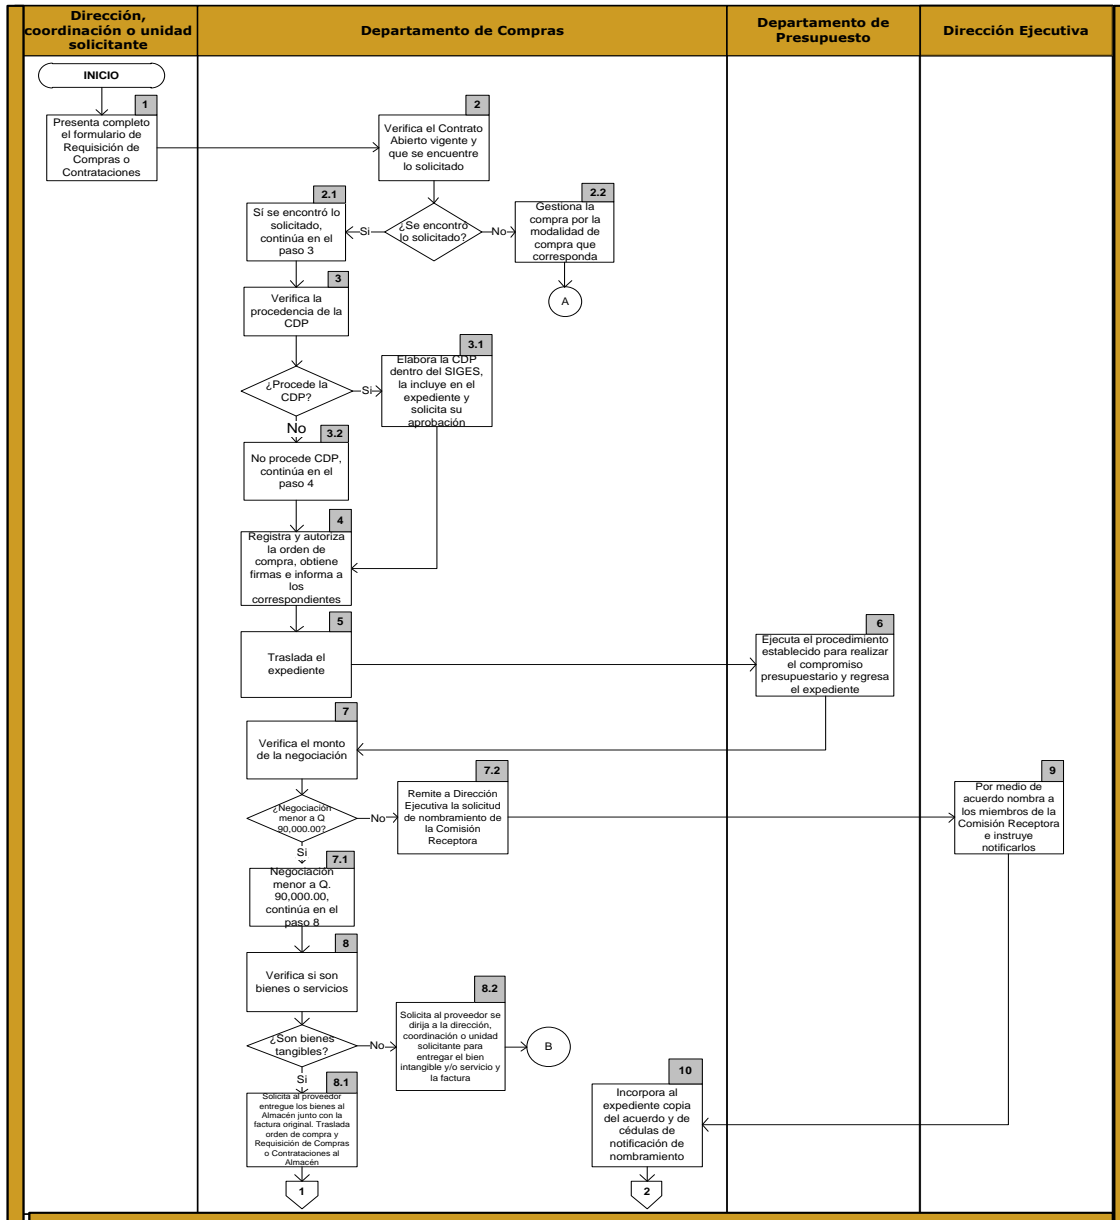 Dirección,
coordinación o unidad
solicitante
Departamento de Compras
Departamento de
Presupuesto
Dirección Ejecutiva
INICIO
1
Presenta completo
el formulario de
Requisición de
Compras o
Contrataciones
2
Verifica el Contrato
Abierto vigente y
que se encuentre
lo solicitado
2.1
Sí se encontró lo
solicitado,
continúa en el
paso 3
Si
¿Se encontró
lo solicitado?
No
2.2
Gestiona la
compra por la
modalidad de
compra que
corresponda
A
3
Verifica la
procedencia de la
CDP
¿Procede la
CDP?
Si
3.1
Elabora la CDP
dentro del SIGES,
la incluye en el
expediente y
solicita su
aprobación
No
3.2
No procede CDP,
continúa en el
paso 4
4
Registra y autoriza
la orden de
compra, obtiene
firmas e informa a
los
correspondientes
5
Traslada el
expediente
6
Ejecuta el procedimiento
establecido para realizar
el compromiso
presupuestario y regresa
el expediente
7
Verifica el monto
de la negociación
¿Negociación
menor a Q
90,000.00?
No
7.2
Remite a Dirección
Ejecutiva la solicitud
de nombramiento de
la Comisión
Receptora
9
Por medio de
acuerdo nombra a
los miembros de la
Comisión Receptora
e instruye
notificarlos
Si
7.1
Negociación
menor a Q.
90,000.00,
continúa en el
paso 8
8
Verifica si son
bienes o servicios
¿Son bienes
tangibles?
No
8.2
Solicita al proveedor se
dirija a la dirección,
coordinación o unidad
solicitante para
entregar el bien
intangible y/o servicio y
la factura
B
Si
8.1
Solicita al proveedor
entregue los bienes al
Almacén junto con la
factura original. Traslada
orden de compra y
Requisición de Compras
o Contrataciones al
Almacén
1
10
Incorpora al
expediente copia
del acuerdo y de
cédulas de
notificación de
nombramiento
2